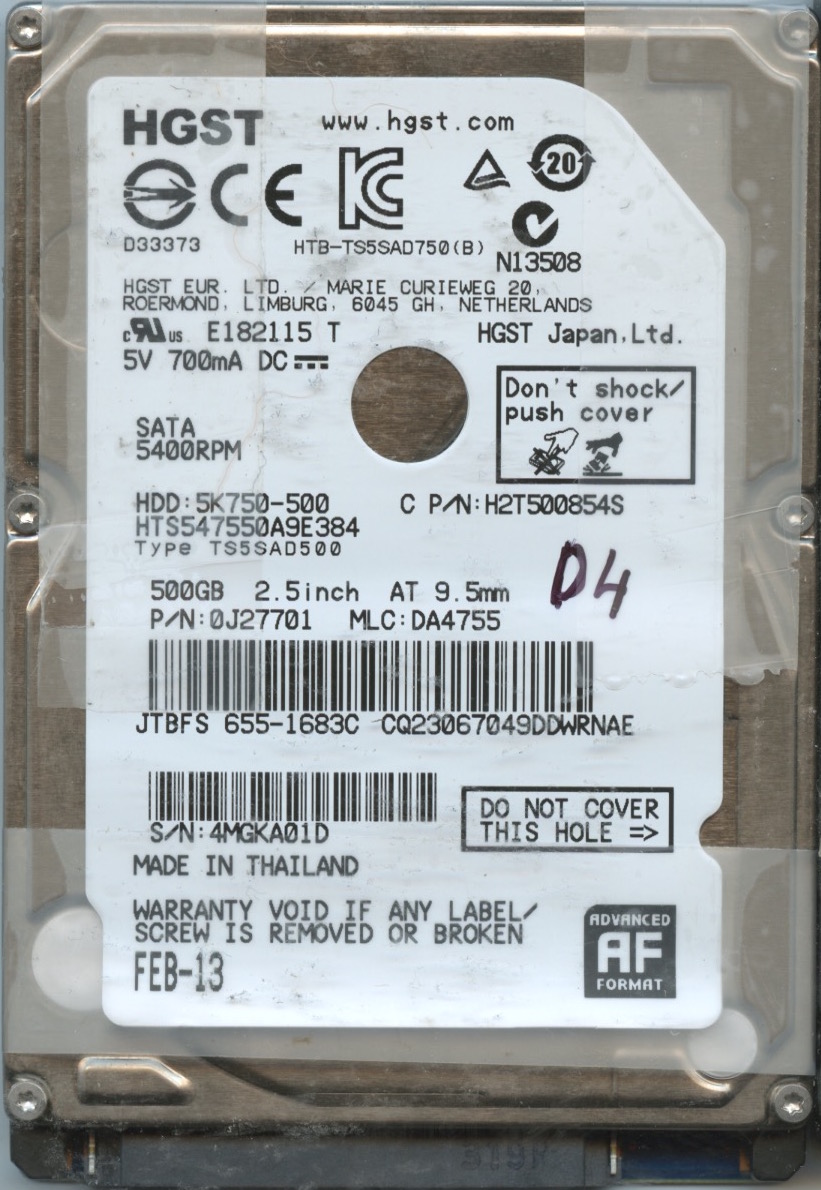 HGST www.hgst.com
20
D33373 HTB-TS5SAD750(B) N13508
HGST EUR. LTD. / MARIE CURIEWEG 20,
ROERMOND, LIMBURG, 6045 GH, NETHERLANDS
c RU us E182115 T HGST Japan,Ltd.
5V 700mA DC
Don't shock/
push cover
SATA
5400RPM
HDD:5K750-500 C P/N:H2T500854S
HTS547550A9E384
Type TS5SAD500
D4
500GB 2.5inch AT 9.5mm
P/N:0J27701 MLC:DA4755
JTBFS 655-1683C CQ23067049DDWRNAE
S/N:4MGKA01D
DO NOT COVER
THIS HOLE =>
MADE IN THAILAND
WARRANTY VOID IF ANY LABEL/
SCREW IS REMOVED OR BROKEN
FEB-13
ADVANCED
AF
FORMAT